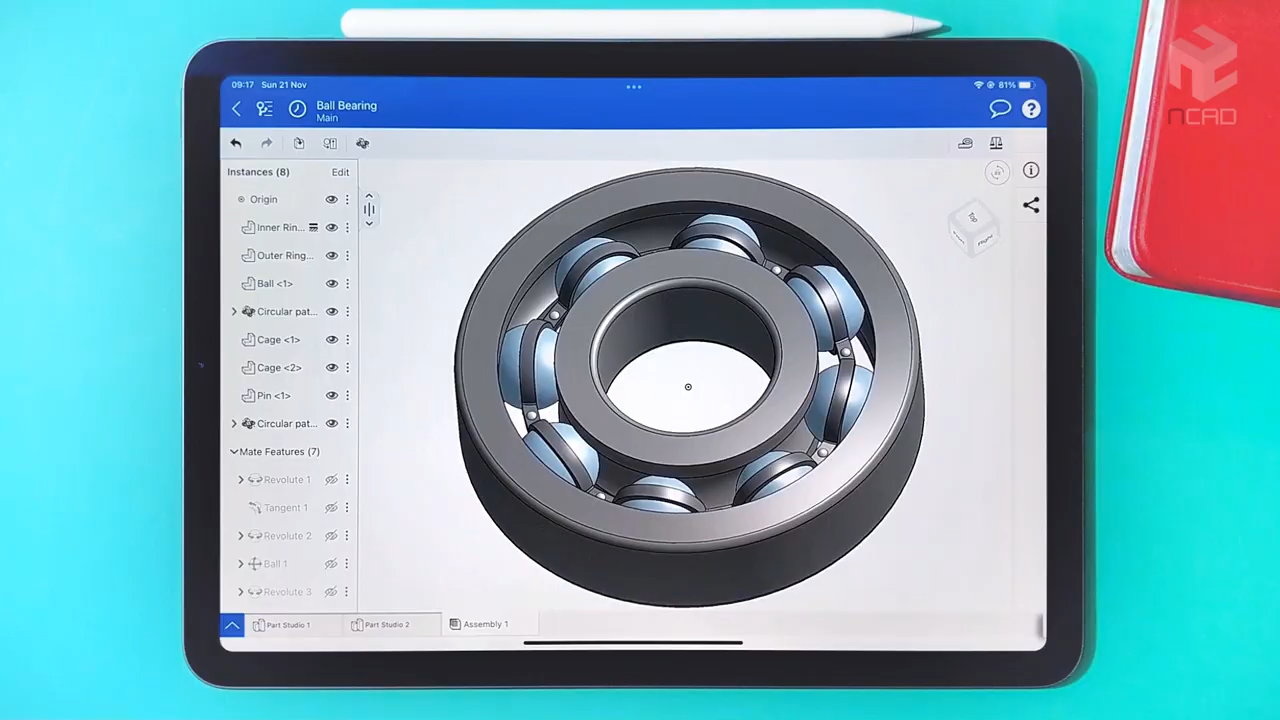 09:17 Sun 21 Nov
81%
Ball Bearing
Main
?
Instances (8) Edit
Origin
Inner Rin...
Outer Ring...
Ball <1>
Circular pat...
Cage <1>
Cage <2>
Pin <1>
Circular pat...
Mate Features (7)
Revolute 1
Tangent 1
Revolute 2
Ball 1
Revolute 3
Top
Right
Part Studio 1
Part Studio 2
Assembly 1
nCAD